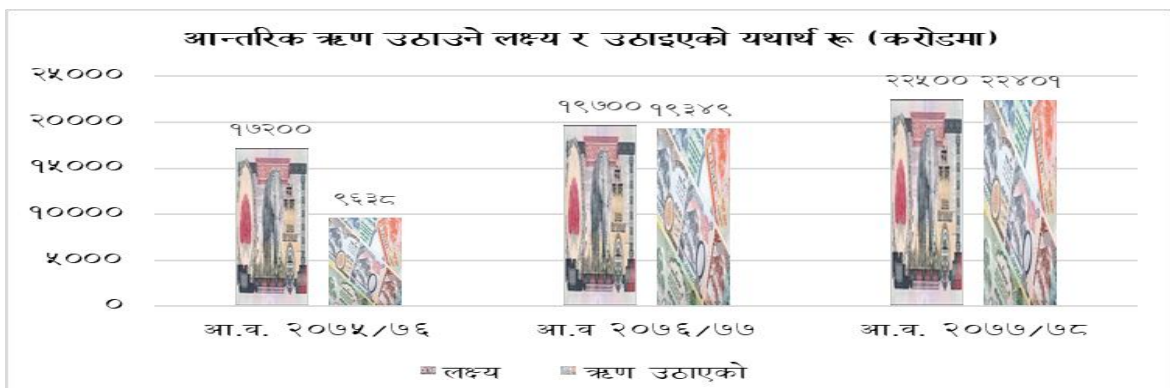 आन्तरिक ऋण उठाउने लक्ष्य र उठाइएको यथार्थ रू (करोडमा)
२५०००
२००००
१५०००
१००००
५०००
०
१७२००
९६३८
१९७००
१९३४९
२२५००
२२४०१
आ.व. २०७५/७६
आ.व २०७६/७७
आ.व. २०७७/७८
लक्ष्य
ऋण उठाएको